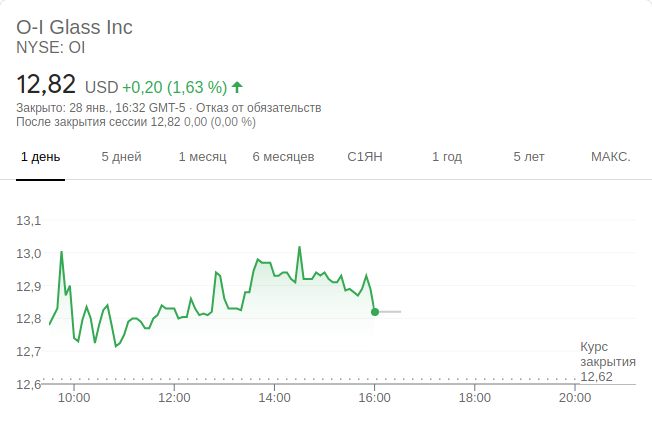 O-I Glass Inc
NYSE: OI
12,82 USD +0,20 (1,63 %)
Закрыто: 28 янв., 16:32 GMT-5 · Отказ от обязательств
После закрытия сессии 12,82 0,00 (0,00 %)
1 день 5 дней 1 месяц 6 месяцев С1ЯН 1 год 5 лет МАКС.
13,1
13,0
12,9
12,8
12,7
12,6
Курс
закрытия
12,62
10:00 12:00 14:00 16:00 18:00 20:00